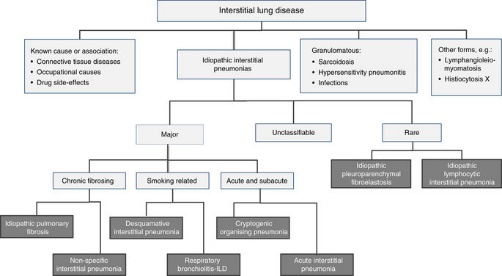 Interstitial lung disease
Known cause or association:
• Connective tissue diseases
• Occupational causes
• Drug side-effects
Idiopathic interstitial
pneumonias
Granulomatous:
• Sarcoidosis
• Hypersensitivity pneumonitis
• Infections
Other forms, e.g.:
• Lymphangioleio-
myomatosis
• Histiocytosis X
Major
Unclassifiable
Rare
Chronic fibrosing
Smoking related
Acute and subacute
Idiopathic
pleuroparenchymal
fibroelastosis
Idiopathic
lymphocytic
interstitial pneumonia
Idiopathic pulmonary
fibrosis
Desquamative
interstitial pneumonia
Cryptogenic
organising pneumonia
Non-specific
interstitial pneumonia
Respiratory
bronchiolitis-ILD
Acute interstitial
pneumonia